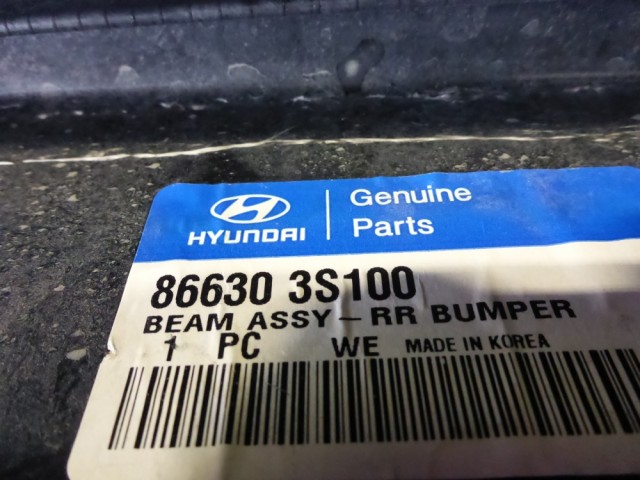 HYUNDAI
Genuine
Parts
86630 3S100
BEAM ASSY-RR BUMPER
1 PC WE MADE IN KOREA